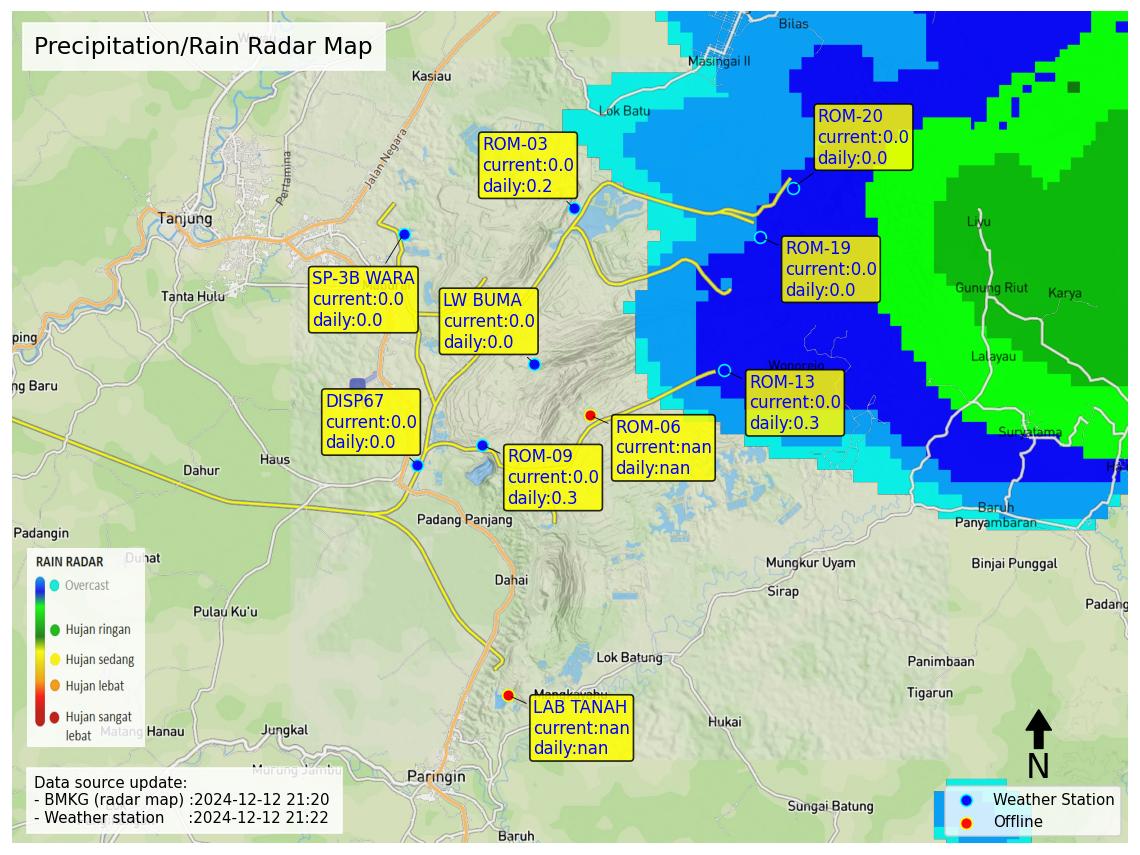 Precipitation/Rain Radar Map
Bilas
Masingai II
Kasiau
Lok Batu
ROM-20
current:0.0
daily:0.0
ROM-03
current:0.0
daily:0.2
Jalan Negara
Pertamina
Tanjung
Liyu
ROM-19
current:0.0
daily:0.0
SP-3B WARA
current:0.0
daily:0.0
LW BUMA
current:0.0
daily:0.0
Tanta Hulu
Gunung Riut
Karya
ping
Lalayau
Wonorejo
ng Baru
ROM-13
current:0.0
daily:0.3
DISP67
current:0.0
daily:0.0
ROM-06
current:nan
daily:nan
Suryatama
ROM-09
current:0.0
daily:0.3
Haus
Dahur
Ha
Padang Panjang
Baruh
Panyambaran
Padangin
Duhat
Mungkur Uyam
Binjai Punggal
Dahai
Sirap
Padang
Pulau Ku'u
RAIN RADAR
Overcast
Hujan ringan
Hujan sedang
Hujan lebat
Hujan sangat
lebat
Lok Batung
Panimbaan
Tigarun
Mangkayahu
LAB TANAH
current:nan
daily:nan
Hukai
Matang Hanau
Jungkal
Murung Jambu
Paringin
N
Data source update:
- BMKG (radar map) :2024-12-12 21:20
- Weather station :2024-12-12 21:22
Sungai Batung
Weather Station
Offline
Baruh